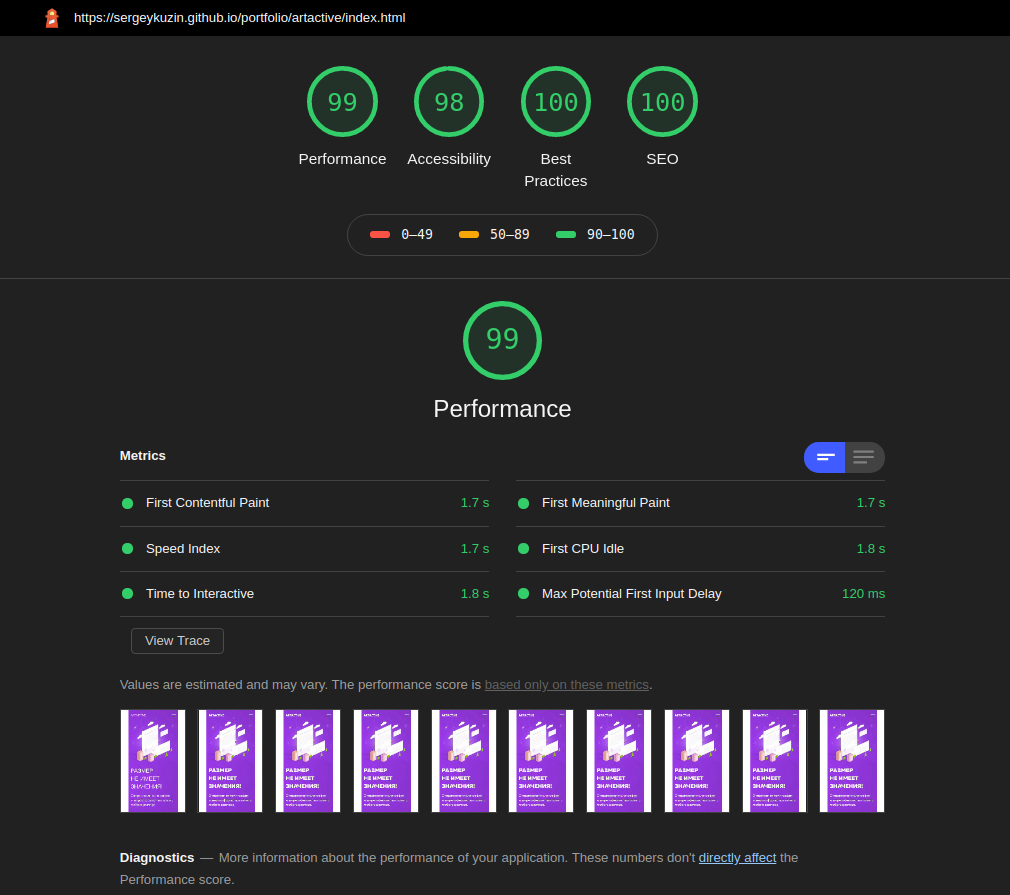 https://sergeykuzin.github.io/portfolio/artactive/index.html
99 98 100 100
Performance Accessibility Best Practices SEO
0–49 50–89 90–100
99
Performance
Metrics
First Contentful Paint 1.7 s
First Meaningful Paint 1.7 s
Speed Index 1.7 s
First CPU Idle 1.8 s
Time to Interactive 1.8 s
Max Potential First Input Delay 120 ms
View Trace
Values are estimated and may vary. The performance score is based only on these metrics.
РАЗМЕР РАЗМЕР РАЗМЕР РАЗМЕР РАЗМЕР РАЗМЕР РАЗМЕР РАЗМЕР РАЗМЕР РАЗМЕР
НЕ ИМЕЕТ НЕ ИМЕЕТ НЕ ИМЕЕТ НЕ ИМЕЕТ НЕ ИМЕЕТ НЕ ИМЕЕТ НЕ ИМЕЕТ НЕ ИМЕЕТ НЕ ИМЕЕТ НЕ ИМЕЕТ
ЗНАЧЕНИЯ! ЗНАЧЕНИЯ! ЗНАЧЕНИЯ! ЗНАЧЕНИЯ! ЗНАЧЕНИЯ! ЗНАЧЕНИЯ! ЗНАЧЕНИЯ! ЗНАЧЕНИЯ! ЗНАЧЕНИЯ! ЗНАЧЕНИЯ!
Diagnostics — More information about the performance of your application. These numbers don't directly affect the
Performance score.